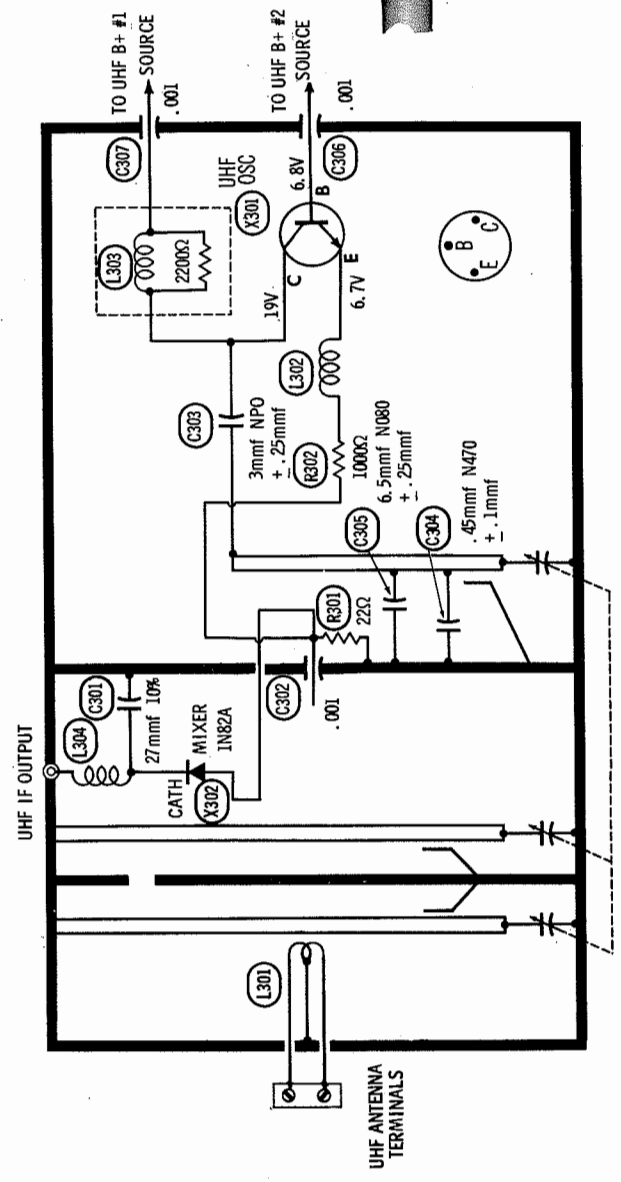 UHF IF OUTPUT
TO UHF B+ #1
SOURCE
.001
C307
TO UHF B+ #2
SOURCE
.001
C306
L303
2200Ω
UHF
OSC
X301
6.8V
B
C
E
.19V
6.7V
B
E
C
L302
C303
3mmf NPO
±.25mmf
R302
1000Ω
6.5mmf N080
±.25mmf
C305
C304
.45mmf N470
±.1mmf
R301
22Ω
C302
.001
L304
C301
27mmf 10%
CATH
MIXER
1N82A
X302
L301
UHF ANTENNA
TERMINALS